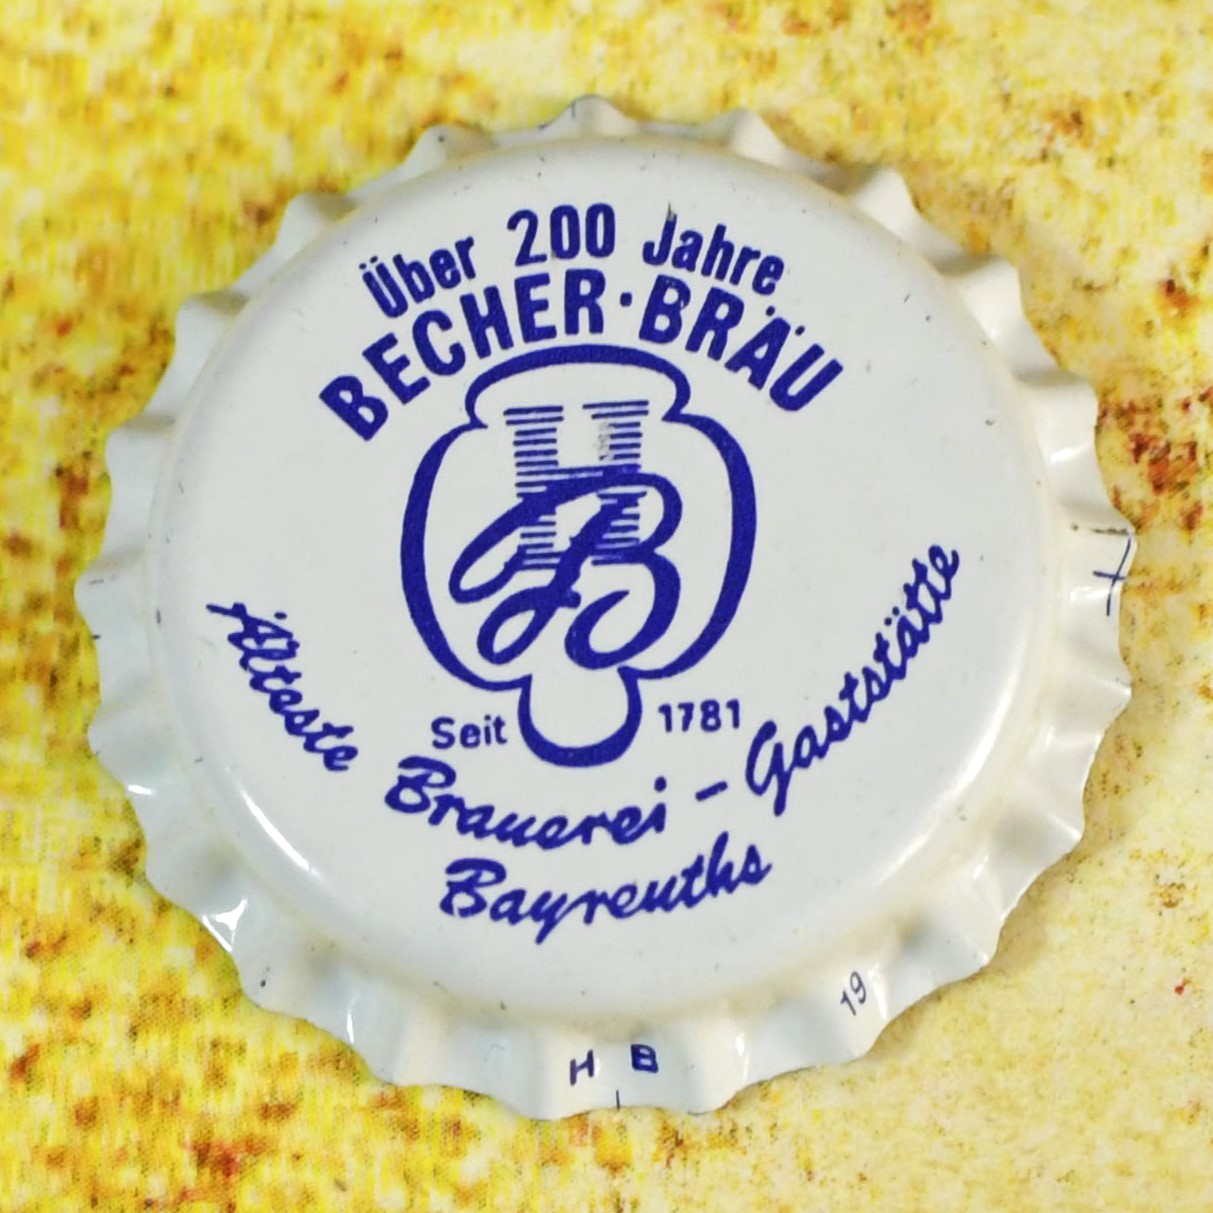 Über 200 Jahre
BECHER·BRÄU
HB
Seit 1781
Älteste Brauerei - Gaststätte
Bayreuths
H B
19